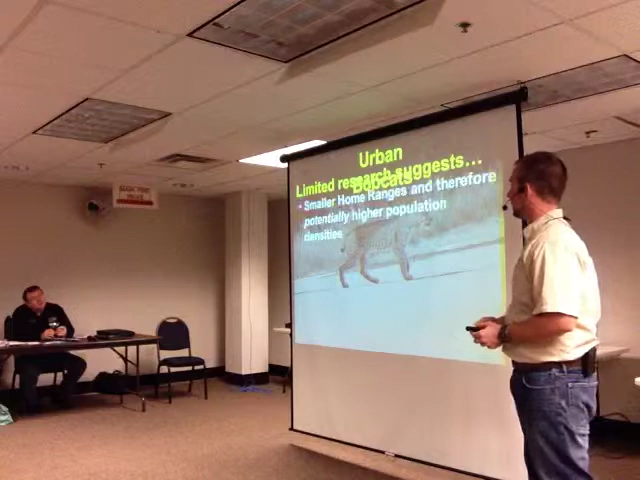 Urban
Bobcats
Limited research suggests...
• Smaller Home Ranges and therefore
potentially higher population
densities